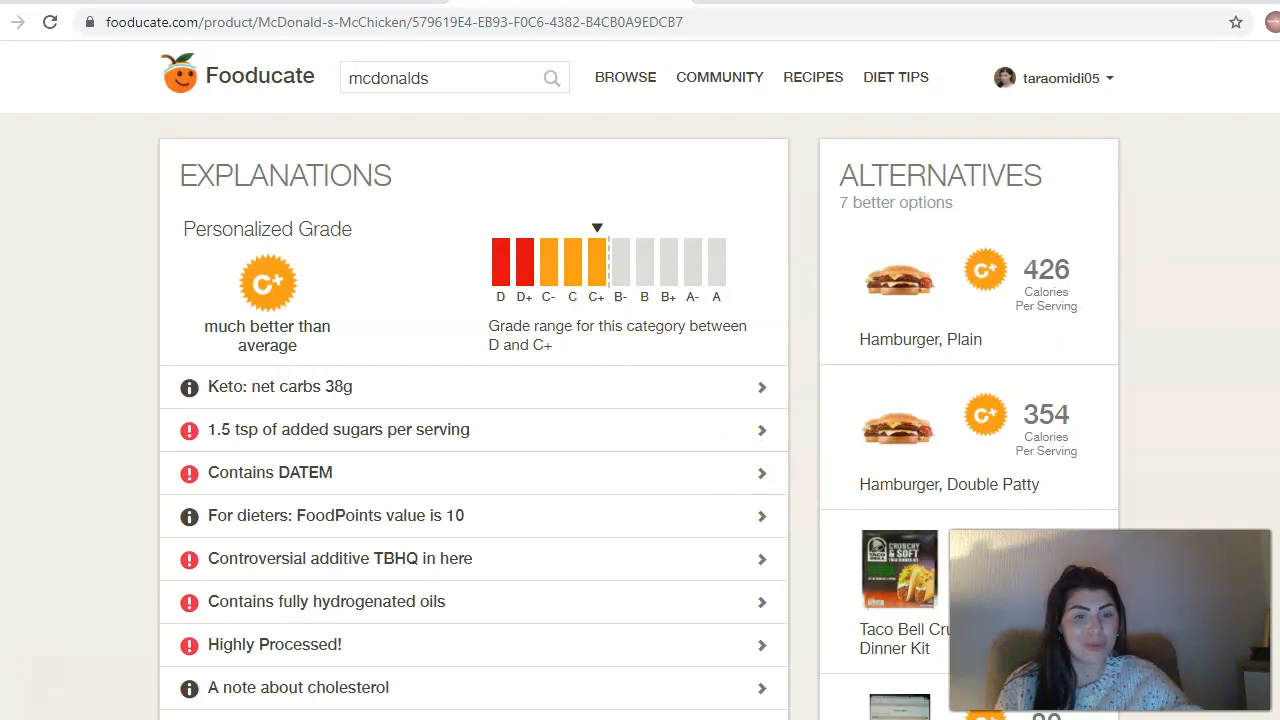 fooducate.com/product/McDonald-s-McChicken/579619E4-EB93-F0C6-4382-B4CB0A9EDCB7
Fooducate
mcdonalds
BROWSE
COMMUNITY
RECIPES
DIET TIPS
taraomidi05
EXPLANATIONS
Personalized Grade
C+
much better than
average
D D+ C- C C+ B- B B+ A- A
Grade range for this category between
D and C+
Keto: net carbs 38g
1.5 tsp of added sugars per serving
Contains DATEM
For dieters: FoodPoints value is 10
Controversial additive TBHQ in here
Contains fully hydrogenated oils
Highly Processed!
A note about cholesterol
ALTERNATIVES
7 better options
C+
426
Calories
Per Serving
Hamburger, Plain
C+
354
Calories
Per Serving
Hamburger, Double Patty
TACO BELL
CRUNCHY
& SOFT
Taco Bell Cru
Dinner Kit